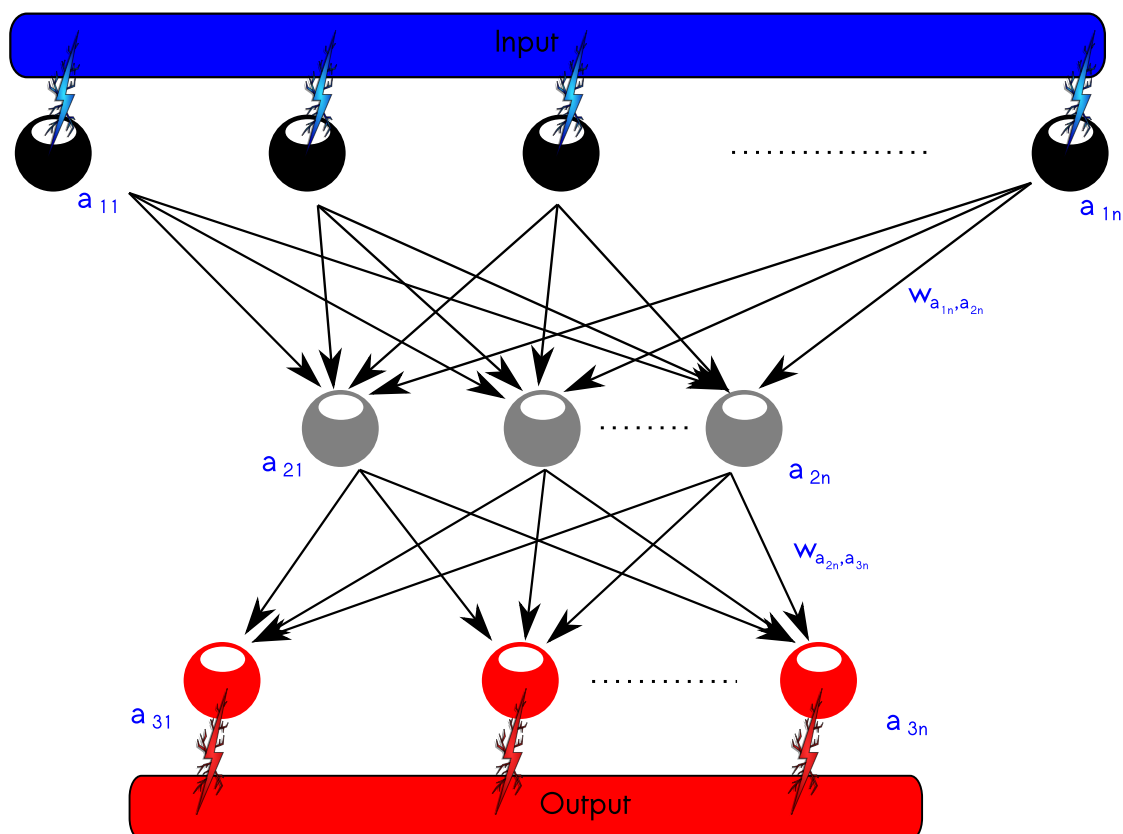 Input
a 11
a 1n
w a1n,a2n
a 21
a 2n
w a2n,a3n
a 31
a 3n
Output